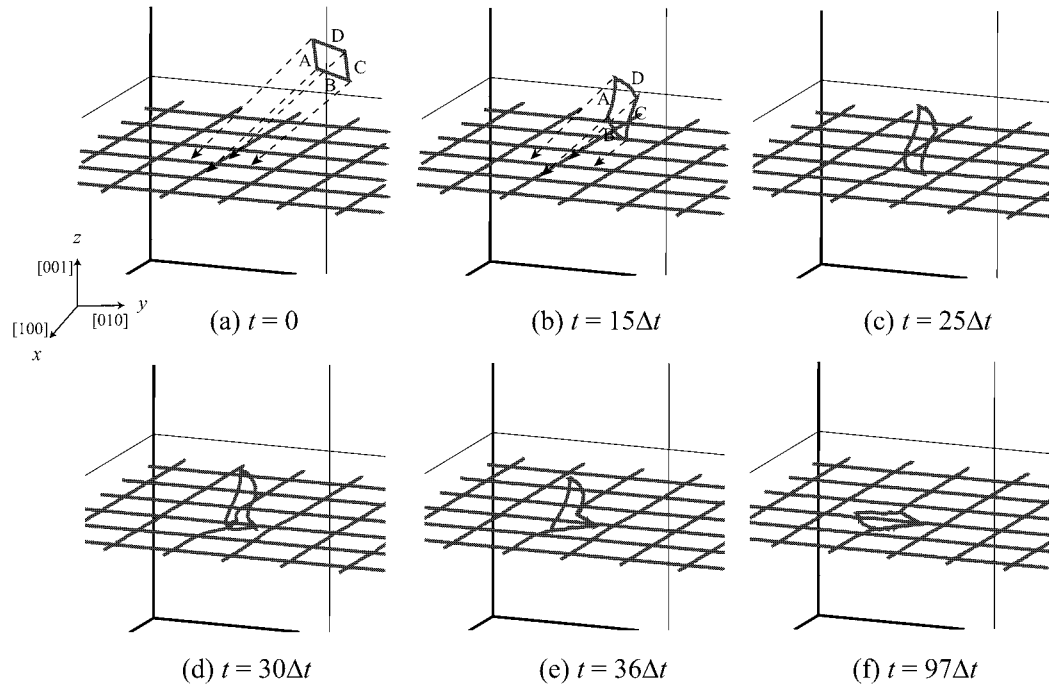 D
A
C
B
D
A
C
B
z
[001]
y
[010]
[100]
x
(a) t = 0
(b) t = 15Δt
(c) t = 25Δt
(d) t = 30Δt
(e) t = 36Δt
(f) t = 97Δt